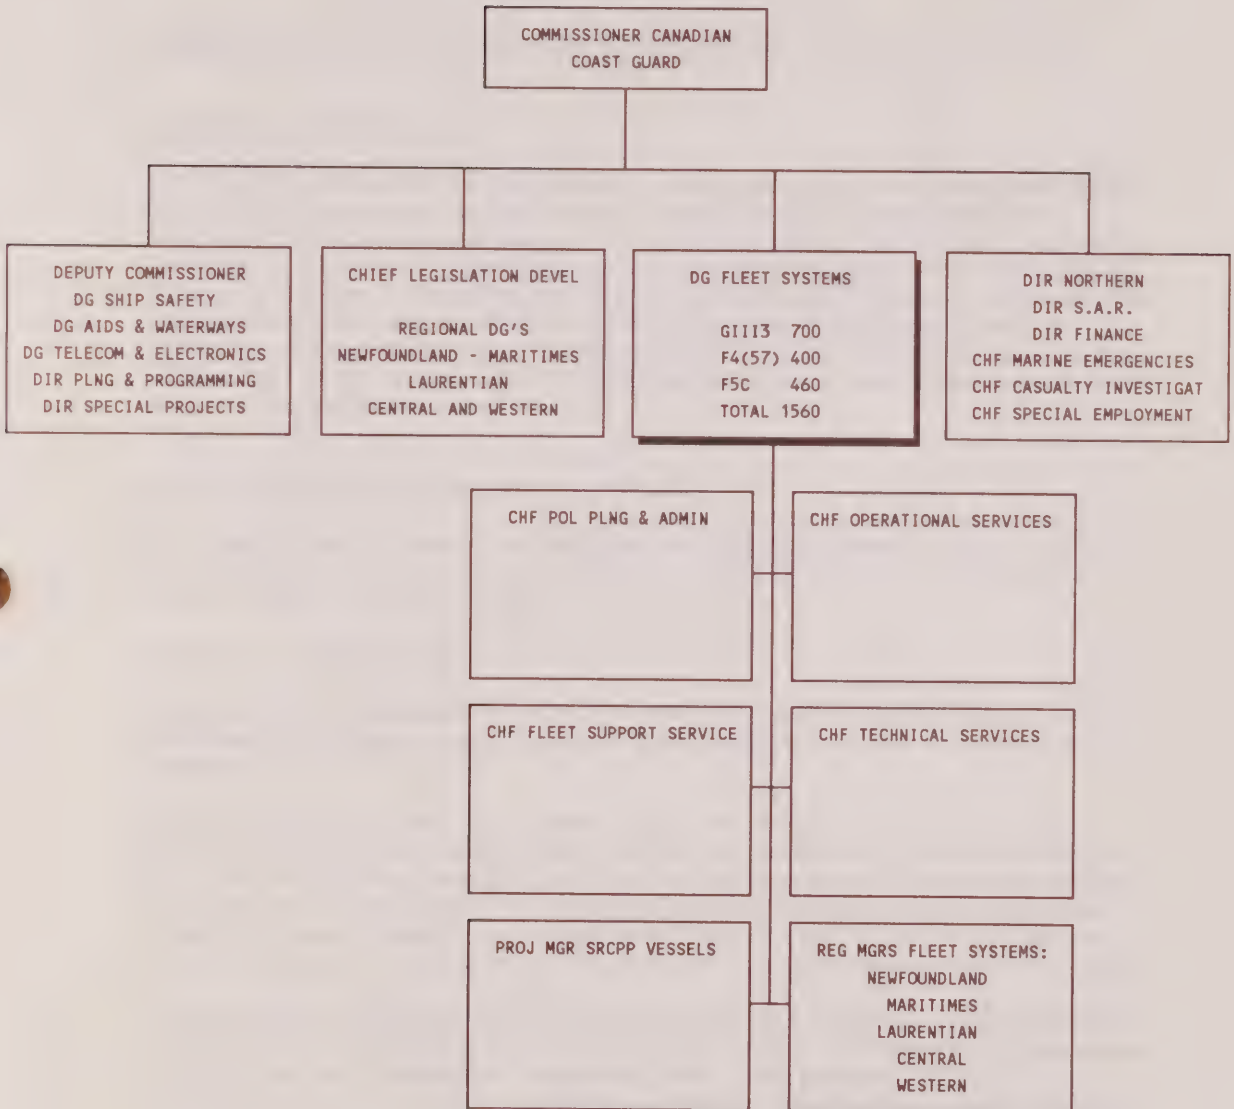 COMMISSIONER CANADIAN
COAST GUARD
DEPUTY COMMISSIONER
DG SHIP SAFETY
DG AIDS & WATERWAYS
DG TELECOM & ELECTRONICS
DIR PLNG & PROGRAMMING
DIR SPECIAL PROJECTS
CHIEF LEGISLATION DEVEL
REGIONAL DG'S
NEWFOUNDLAND - MARITIMES
LAURENTIAN
CENTRAL AND WESTERN
DG FLEET SYSTEMS
GIII3 700
F4(57) 400
F5C 460
TOTAL 1560
DIR NORTHERN
DIR S.A.R.
DIR FINANCE
CHF MARINE EMERGENCIES
CHF CASUALTY INVESTIGAT
CHF SPECIAL EMPLOYMENT
CHF POL PLNG & ADMIN
CHF OPERATIONAL SERVICES
CHF FLEET SUPPORT SERVICE
CHF TECHNICAL SERVICES
PROJ MGR SRCPP VESSELS
REG MGRS FLEET SYSTEMS:
NEWFOUNDLAND
MARITIMES
LAURENTIAN
CENTRAL
WESTERN